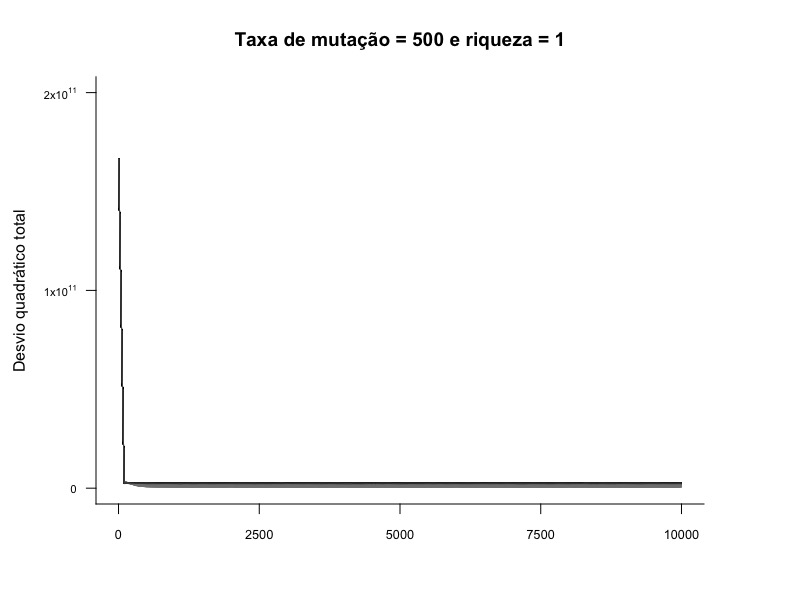 Taxa de mutação = 500 e riqueza = 1
Desvio quadrático total
2x10¹¹
1x10¹¹
0
0 2500 5000 7500 10000